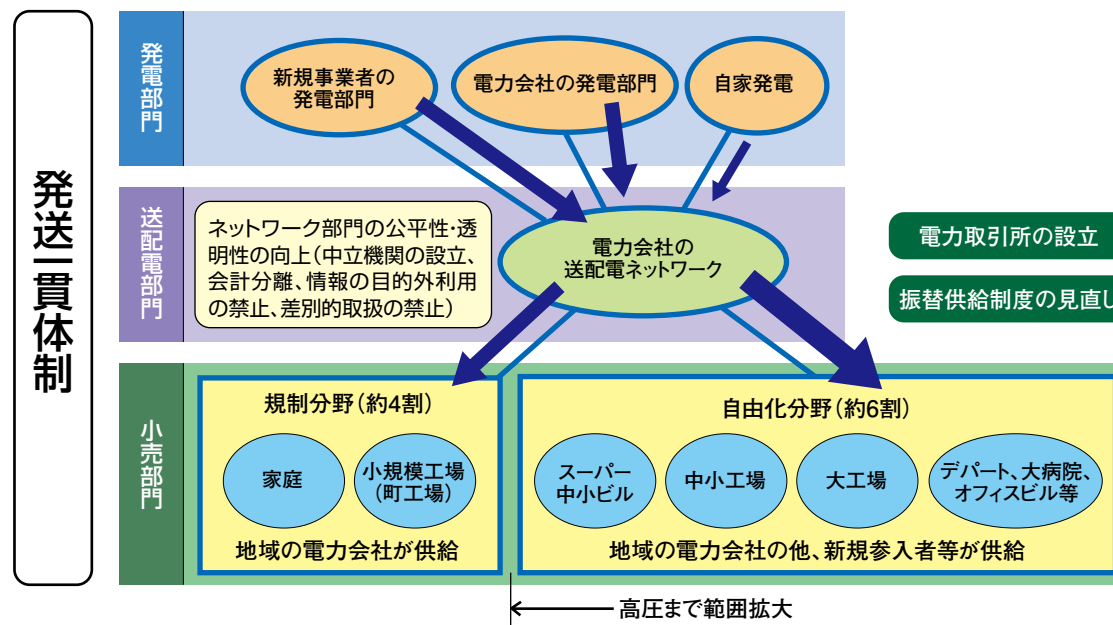 発送一貫体制
発電部門
新規事業者の
発電部門
電力会社の発電部門
自家発電
送配電部門
ネットワーク部門の公平性・透
明性の向上(中立機関の設立、
会計分離、情報の目的外利用
の禁止、差別的取扱の禁止)
電力会社の
送配電ネットワーク
電力取引所の設立
振替供給制度の見直し
小売部門
規制分野(約4割)
家庭
小規模工場
(町工場)
地域の電力会社が供給
自由化分野(約6割)
スーパー
中小ビル
中小工場
大工場
デパート、大病院、
オフィスビル等
地域の電力会社の他、新規参入者等が供給
高圧まで範囲拡大